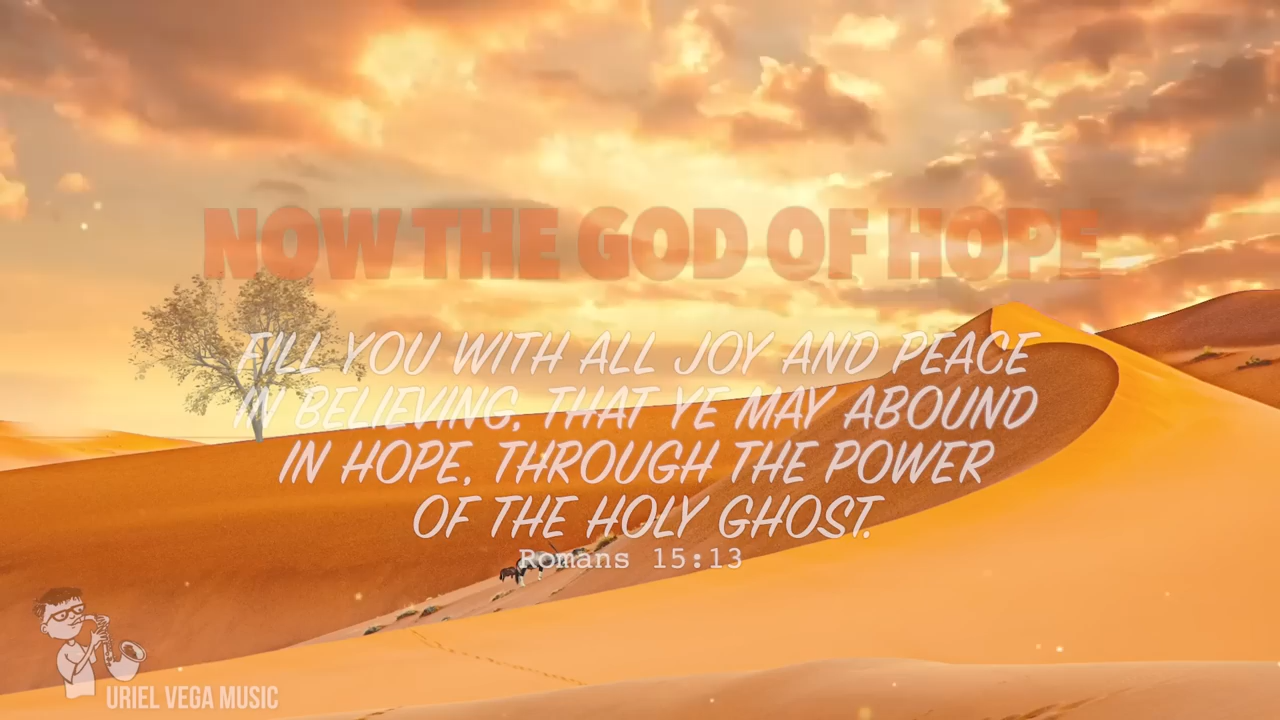 NOW THE GOD OF HOPE
FILL YOU WITH ALL JOY AND PEACE
IN BELIEVING, THAT YE MAY ABOUND
IN HOPE, THROUGH THE POWER
OF THE HOLY GHOST.
Romans 15:13
URIEL VEGA MUSIC